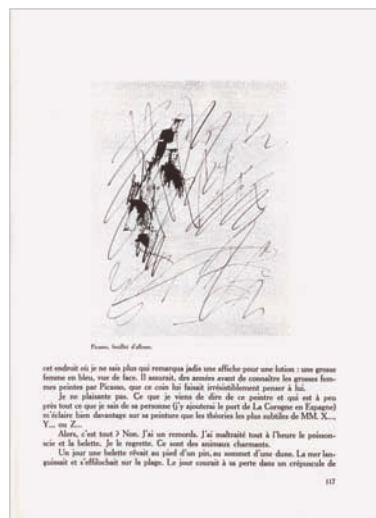 Picasso, feuillet d'album.
cet endroit où je ne sais plus qui remarqua jadis une affiche pour une lotion : une grosse
femme en bleu, vue de face. Il assurait, des années avant de connaître les grosses fem-
mes peintes par Picasso, que ce coin lui faisait irrésistiblement penser à lui.
Je ne plaisante pas. Ce que je viens de dire de ce peintre et qui est à peu
près tout ce que je sais de sa personne (j'y ajouterai le port de La Corogne en Espagne)
m'éclaire bien davantage sur sa peinture que les théories les plus subtiles de MM. X...,
Y... ou Z...
Alors, c'est tout ? Non. J'ai un remords. J'ai maltraité tout à l'heure le poisson-
scie et la belette. Je le regrette. Ce sont des animaux charmants.
Un jour une belette rêvait au pied d'un pin, au sommet d'une dune. La mer lan-
guissait et s'effilochait sur la plage. Le jour courait à sa perte dans un crépuscule de
117